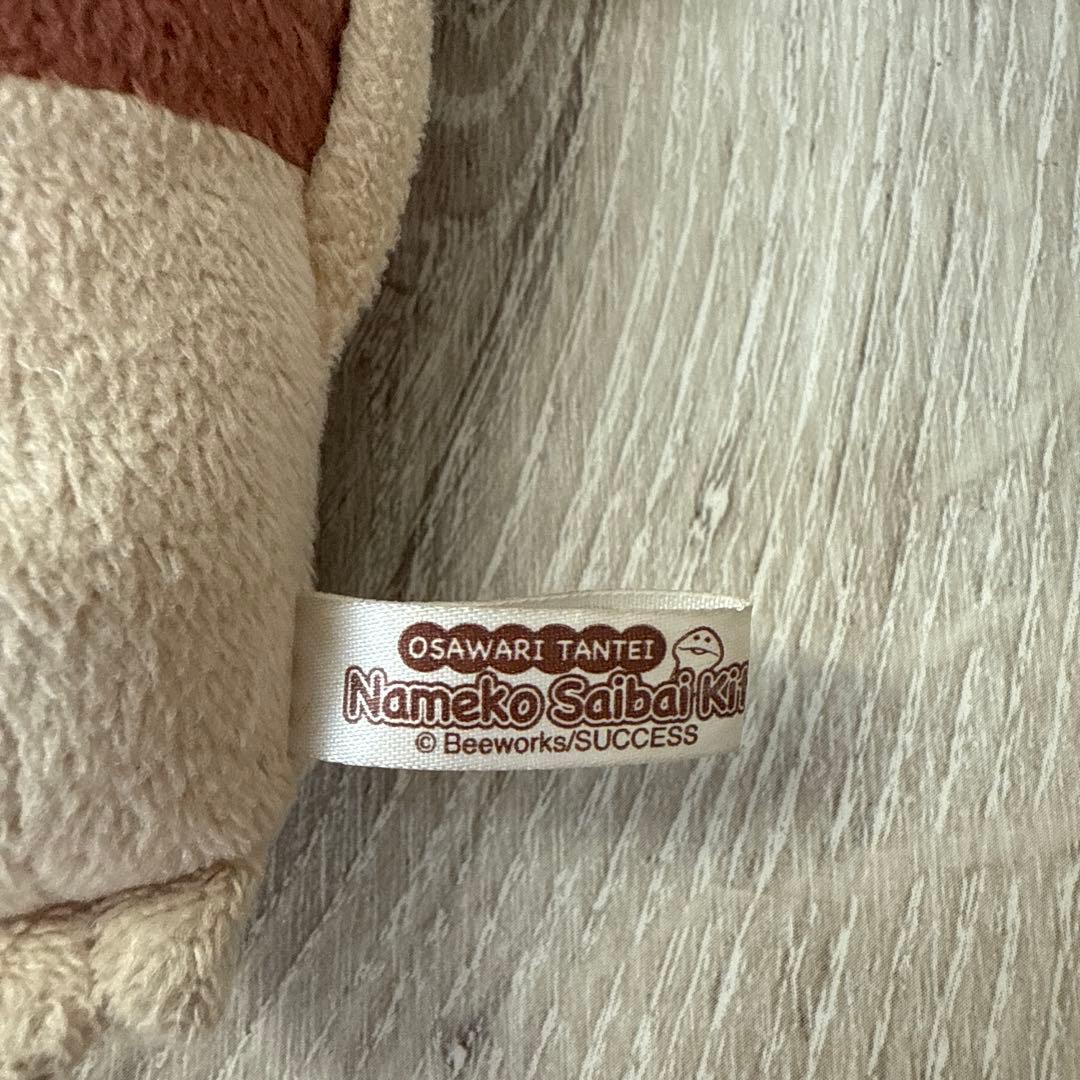 OSAWARI TANTEI
Nameko Saibai Kit
© Beeworks/SUCCESS